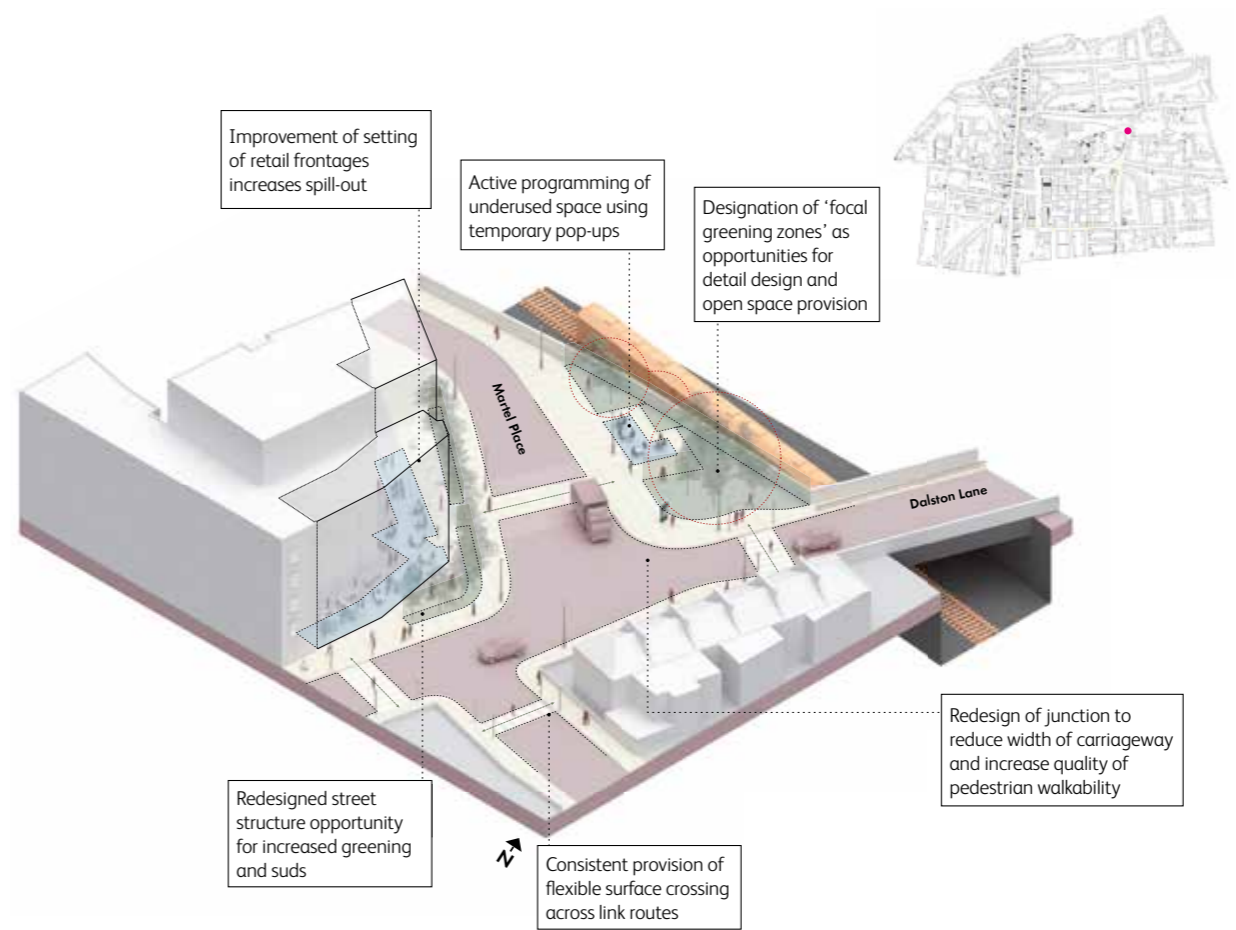 Improvement of setting
of retail frontages
increases spill-out
Active programming of
underused space using
temporary pop-ups
Designation of ‘focal
greening zones’ as
opportunities for
detail design and
open space provision
Martel Place
Dalston Lane
Redesign of junction to
reduce width of carriageway
and increase quality of
pedestrian walkability
Redesigned street
structure opportunity
for increased greening
and suds
N
Consistent provision of
flexible surface crossing
across link routes